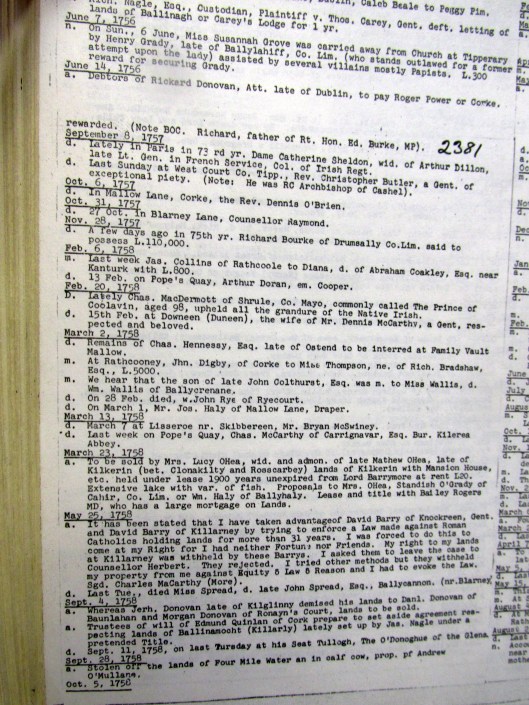 Nagle, Esq., Custodian, Plaintiff v. Thos. Carey, Gent. deft. letting of
lands of Ballinagh or Carey's Lodge for 1 yr.
Caleb Beale to Peggy Pim.
June 7, 1756
n. On Sun., 6 June, Miss Susannah Grove was carried away from Church at Tipperary
by Henry Grady, late of Ballylahiff, Co. Lim. (who stands outlawed for a former
attempt upon the lady) assisted by several villains mostly Papists. L.300
reward for securing Grady.
June 14, 1756
a. Debtors of Rickard Donovan, Att. late of Dublin, to pay Roger Power or Corke.
rewarded. (Note BOC. Richard, father of Rt. Hon. Ed. Burke, MP).
2381
September 8, 1757
d. Lately in Paris in 73 rd yr. Dame Catherine Sheldon, wid. of Arthur Dillon,
late Lt. Gen. in French Service, Col. of Irish Regt.
d. Last Sunday at West Court Co. Tipp., Rev. Christopher Butler, a Gent. of
exceptional piety. (Note: He was RC Archbishop of Cashel).
Oct. 6, 1757
d. In Mallow Lane, Corke, the Rev. Dennis O'Brien.
Oct. 31, 1757
d. 27 Oct. in Blarney Lane, Counsellor Raymond.
Nov. 28, 1757
d. A few days ago in 75th yr. Richard Bourke of Drumsally Co.Lim. said to
possess L.110,000.
Feb. 6, 1758
m. Last week Jas. Collins of Rathcoole to Diana, d. of Abraham Coakley, Esq. near
Kanturk with L.800.
d. 13 Feb. on Pope's Quay, Arthur Doran, em. Cooper.
Feb. 20, 1758
D. Lately Chas. MacDermott of Shrule, Co. Mayo, commonly called The Prince of
Coolavin, aged 98, upheld all the grandure of the Native Irish.
d. 15th Feb. at Downeen (Duneen), the wife of Mr. Dennis McCarthy, a Gent, res-
pected and beloved.
March 2, 1758
d. Remains of Chas. Hennessy, Esq. late of Ostend to be interred at Family Vault
Mallow.
m. At Rathcooney, Jhn. Digby, of Corke to Miss Thompson, ne. of Rich. Bradshaw,
Esq., L.5000.
m. We hear that the son of late John Colthurst, Esq. was m. to Miss Wallis, d.
Wm. Wallis of Ballycrenane.
d. On 28 Feb. died, w.John Rye of Ryecourt.
d. On March 1, Mr. Jos. Haly of Mallow Lane, Draper.
March 13, 1758
d. March 7 at Lisseroe nr. Skibbereen, Mr. Bryan McSwiney.
d. Last week on Pope's Quay, Chas. McCarthy of Carrignavar, Esq. Bur. Kilerea
Abbey.
March 23, 1758
a. To be sold by Mrs. Lucy OHea, wid. and admon. of late Mathew OHea, late of
Kilkerin (bet. Clonakilty and Rosscarbey) lands of Kilkerin with Mansion House,
etc. held under lease 1900 years unexpired from Lord Barrymore at rent L20.
Extensive lake with var. of fish. Proposals to Mrs. OHea, Standish O'Grady of
Cahir, Co. Lim. or Wm. Haly of Ballyhaly. Lease and title with Bailey Rogers
MD, who has a large mortgage on Lands.
May 25, 1758
a. It has been stated that I have taken advantageof David Barry of Knockreen, Gent.
and David Barry of Killarney by trying to enforce a Law made against Roman
Catholics holding lands for more than 31 years. I was forced to do this to
come at my Right for I had neither Fortune nor Friends. My right to my lands
at Killarney was withheld by these Barrys. I asked them to leave the case to
Counsellor Herbert. They rejected. I tried other methods but they withheld
my property from me against Equity & Law & Reason and I had to evoke the Law.
Sgd. Charles MaCarthy (More).
d. Last Tue., died Miss Spread, d. late John Spread, Esq., Ballycannon. (nr.Blarney
Sept. 4, 1758
a. Whereas Jerh. Donovan late of Kilglinny demised his lands to Danl. Donovan of
Baunlahan and Morgan Donovan of Ronayn's Court, lands to be sold.
a. Trustees of will of Edmund Quinlan of Cork prepare to set aside agreement res-
pecting lands of Ballinamocht (Killarly) lately set up by Jas. Nagle under a
pretended Title.
d. Sept. 11, 1758, on last Tuesday at his Seat Tullogh, The O'Donoghue of the Glens
Sept. 28, 1758
a. Stolen off the lands of Four Mile Water an in calf cow, prop. pf Andrew
O'Mullane.
Oct. 5, 1758